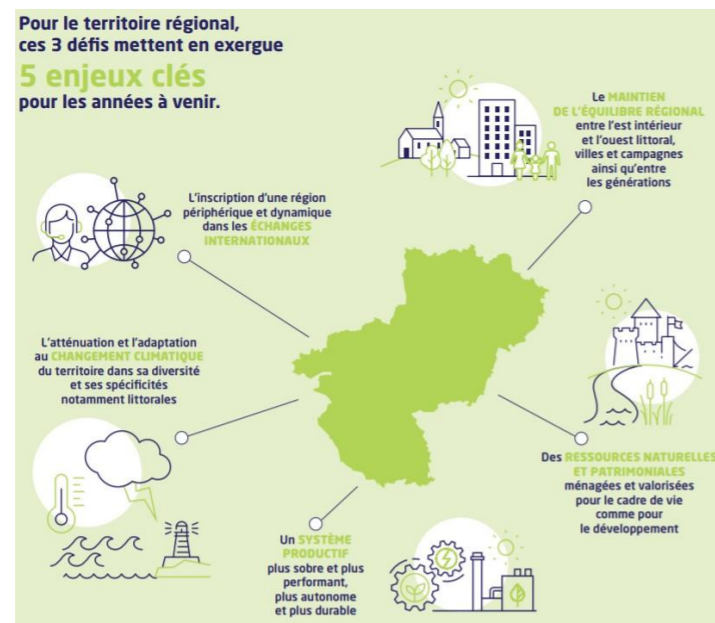 Pour le territoire régional,
ces 3 défis mettent en exergue
5 enjeux clés
pour les années à venir.
Le MAINTIEN
DE L'ÉQUILIBRE RÉGIONAL
entre l'est intérieur
et l'ouest littoral,
villes et campagnes
ainsi qu'entre
les générations
L'inscription d'une région
périphérique et dynamique
dans les ÉCHANGES
INTERNATIONAUX
L'atténuation et l'adaptation
au CHANGEMENT CLIMATIQUE
du territoire dans sa diversité
et ses spécificités
notamment littorales
Des RESSOURCES NATURELLES
ET PATRIMONIALES
ménagées et valorisées
pour le cadre de vie
comme pour
le développement
Un SYSTÈME
PRODUCTIF
plus sobre et plus
performant,
plus autonome
et plus durable